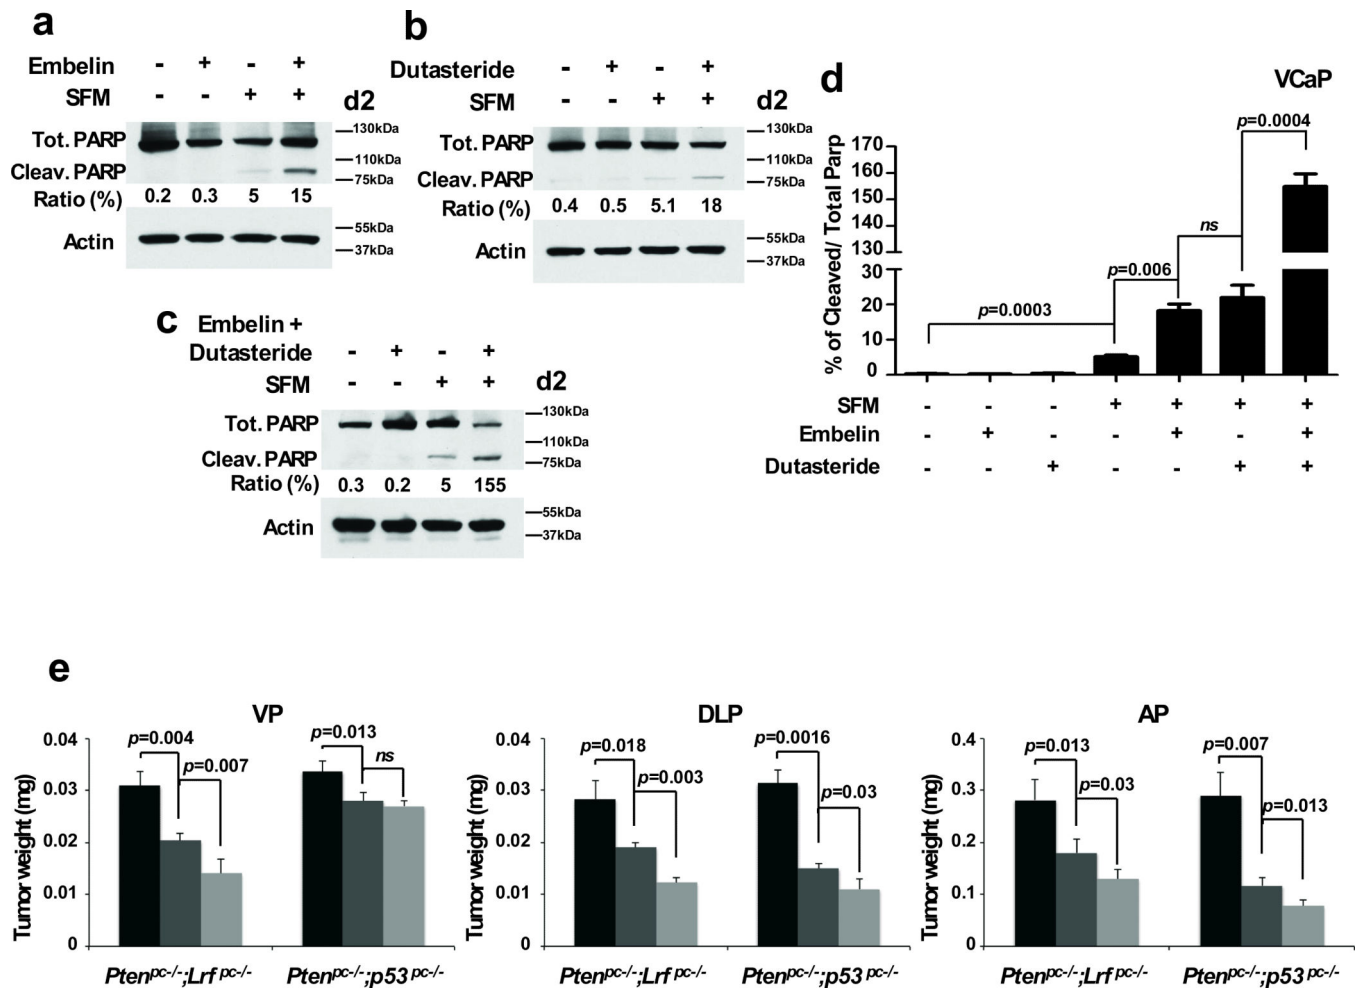 a
Embelin - + - +
SFM - - + + d2
Tot. PARP
Cleav. PARP
130kDa
110kDa
75kDa
Ratio (%) 0.2 0.3 5 15
Actin
55kDa
37kDa
b
Dutasteride - + - +
SFM - - + + d2
Tot. PARP
Cleav. PARP
130kDa
110kDa
75kDa
Ratio (%) 0.4 0.5 5.1 18
Actin
55kDa
37kDa
c
Embelin +
Dutasteride - + - +
SFM - - + + d2
Tot. PARP
Cleav. PARP
130kDa
110kDa
75kDa
Ratio (%) 0.3 0.2 5 155
Actin
55kDa
37kDa
d
VCaP
% of Cleaved/ Total Parp
170
160
150
140
130
30
20
10
0
p=0.0003
p=0.006
ns
p=0.0004
SFM - - - + + + +
Embelin - + - - + - +
Dutasteride - - + - - + +
e
VP
Tumor weight (mg)
0.04
0.03
0.02
0.01
0
p=0.004
p=0.007
p=0.013
ns
Pten pc-/-;Lrf pc-/- Pten pc-/-;p53 pc-/-
DLP
Tumor weight (mg)
0.04
0.03
0.02
0.01
0
p=0.018
p=0.003
p=0.0016
p=0.03
Pten pc-/-;Lrf pc-/- Pten pc-/-;p53 pc-/-
AP
Tumor weight (mg)
0.4
0.3
0.2
0.1
0
p=0.013
p=0.03
p=0.007
p=0.013
Pten pc-/-;Lrf pc-/- Pten pc-/-;p53 pc-/-